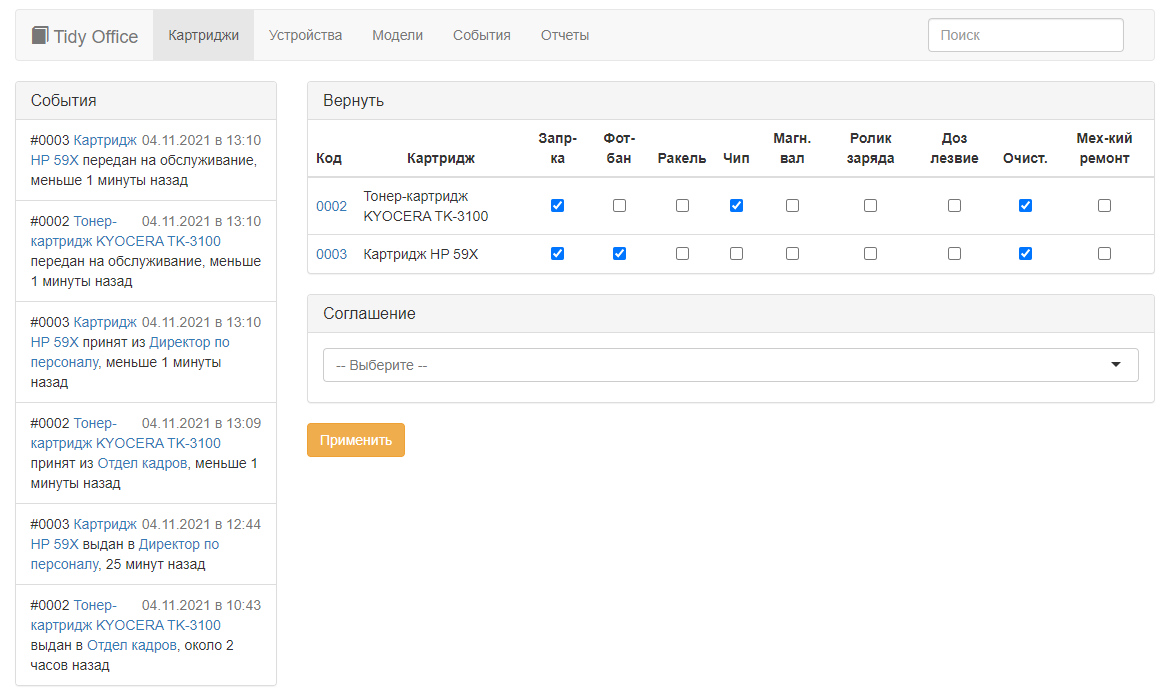 Tidy Office
Картриджи
Устройства
Модели
События
Отчеты
Поиск
События
#0003 Картридж 04.11.2021 в 13:10
HP 59X передан на обслуживание,
меньше 1 минуты назад
#0002 Тонер- 04.11.2021 в 13:10
картридж KYOCERA TK-3100
передан на обслуживание, меньше
1 минуты назад
#0003 Картридж 04.11.2021 в 13:10
HP 59X принят из Директор по
персоналу, меньше 1 минуты
назад
#0002 Тонер- 04.11.2021 в 13:09
картридж KYOCERA TK-3100
принят из Отдел кадров, меньше 1
минуты назад
#0003 Картридж 04.11.2021 в 12:44
HP 59X выдан в Директор по
персоналу, 25 минут назад
#0002 Тонер- 04.11.2021 в 10:43
картридж KYOCERA TK-3100
выдан в Отдел кадров, около 2
часов назад
Вернуть
Код
Картридж
Запр-
ка
Фот-
бан
Ракель
Чип
Магн.
вал
Ролик
заряда
Доз
лезвие
Очист.
Мех-кий
ремонт
0002
Тонер-картридж
KYOCERA TK-3100
0003
Картридж HP 59X
Соглашение
-- Выберите --
Применить